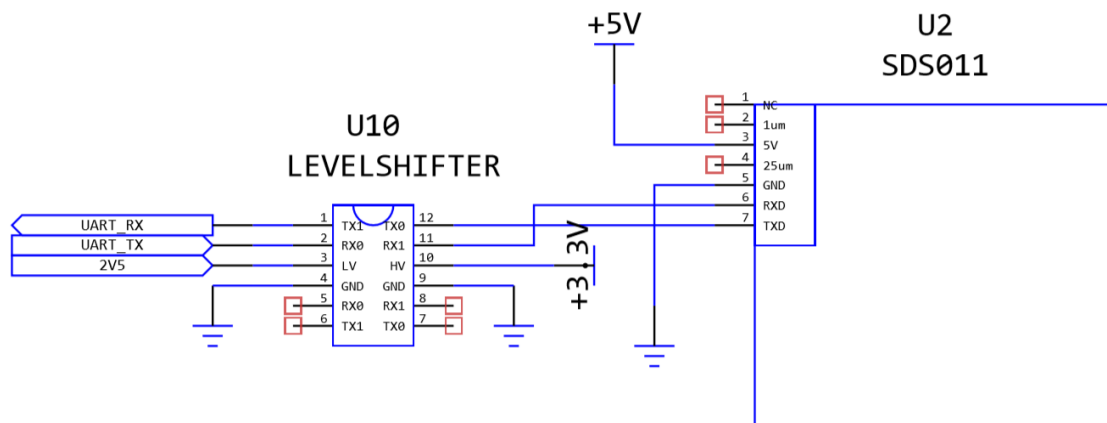 +5V
U2
SDS011
1 NC
2 1um
3 5V
4 25um
5 GND
6 RXD
7 TXD
U10
LEVELSHIFTER
UART_RX 1 TX1 TX0 12
UART_TX 2 RX0 RX1 11
2V5 3 LV HV 10
4 GND GND 9
5 RX0 RX1 8
6 TX1 TX0 7
+3.3V